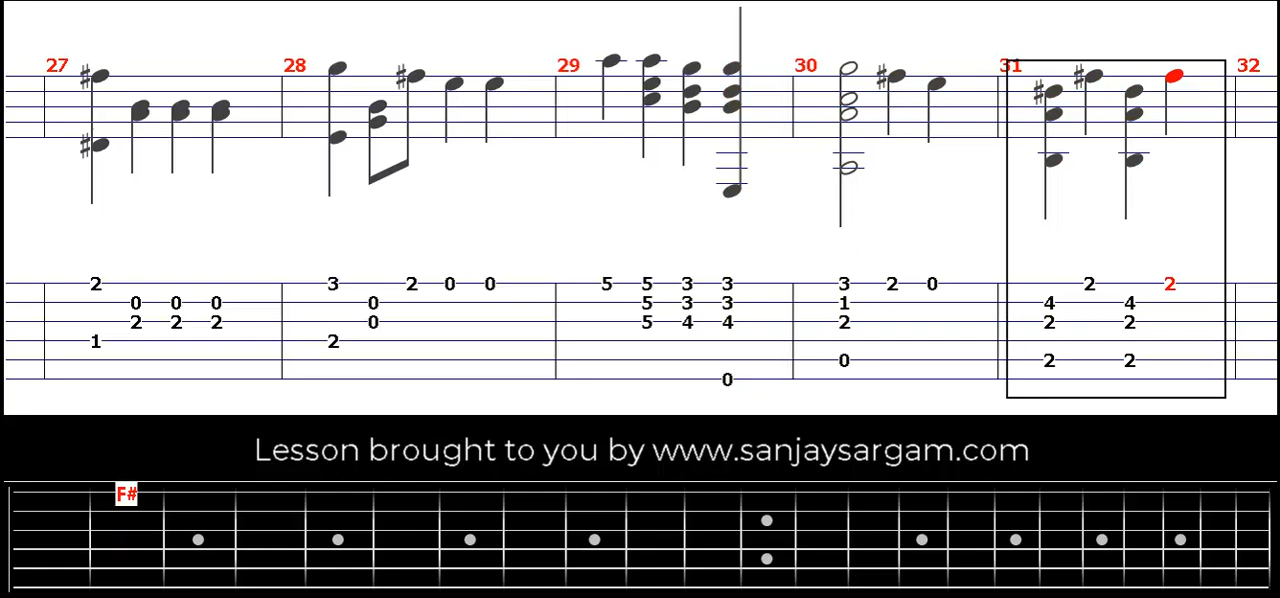 27 28 29 30 31 32
2 3 2 0 0 5 5 3 3 3 2 0 2 2
0 0 0 0 5 3 3 1 4 4
2 2 2 0 5 4 4 2 2 2
1 2
0 2 2
0
Lesson brought to you by www.sanjaysargam.com
F#